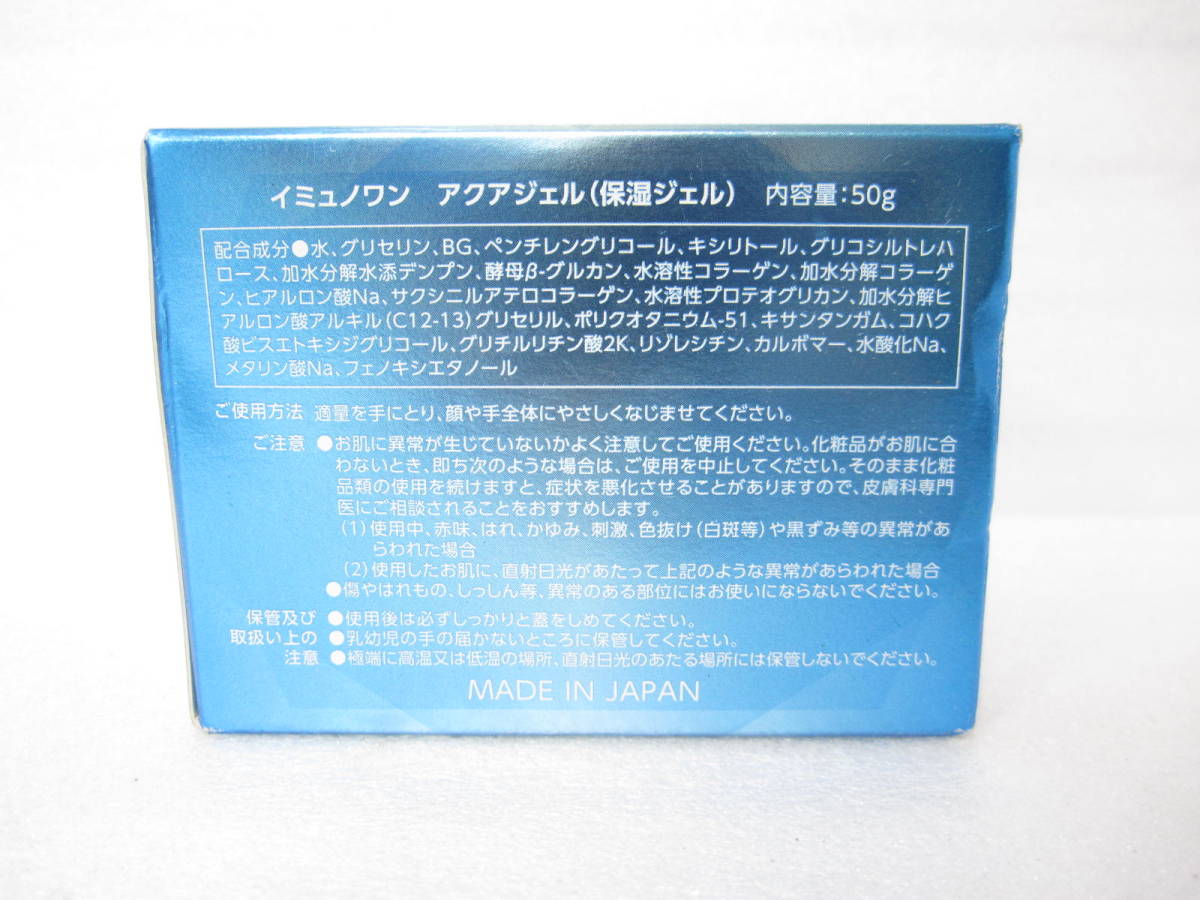 イミュノワン　アクアジェル（保湿ジェル）　内容量：50g
配合成分●水、グリセリン、BG、ペンチレングリコール、キシリトール、グリコシルトレハ
ロース、加水分解水添デンプン、酵母β-グルカン、水溶性コラーゲン、加水分解コラーゲ
ン、ヒアルロン酸Na、サクシニルアテロコラーゲン、水溶性プロテオグリカン、加水分解ヒ
アルロン酸アルキル（C12-13）グリセリル、ポリクオタニウム-51、キサンタンガム、コハク
酸ビスエトキシジグリコール、グリチルリチン酸2K、リゾレシチン、カルボマー、水酸化Na、
メタリン酸Na、フェノキシエタノール
ご使用方法　適量を手にとり、顔や手全体にやさしくなじませてください。
ご注意　●お肌に異常が生じていないかよく注意してご使用ください。化粧品がお肌に合
わないとき、即ち次のような場合は、ご使用を中止してください。そのまま化粧
品類の使用を続けますと、症状を悪化させることがありますので、皮膚科専門
医にご相談されることをおすすめします。
（1）使用中、赤味、はれ、かゆみ、刺激、色抜け（白斑等）や黒ずみ等の異常があ
らわれた場合
（2）使用したお肌に、直射日光があたって上記のような異常があらわれた場合
●傷やはれもの、しっしん等、異常のある部位にはお使いにならないでください。
保管及び　●使用後は必ずしっかりと蓋をしめてください。
取扱い上の　●乳幼児の手の届かないところに保管してください。
注意　●極端に高温又は低温の場所、直射日光のあたる場所には保管しないでください。
MADE IN JAPAN